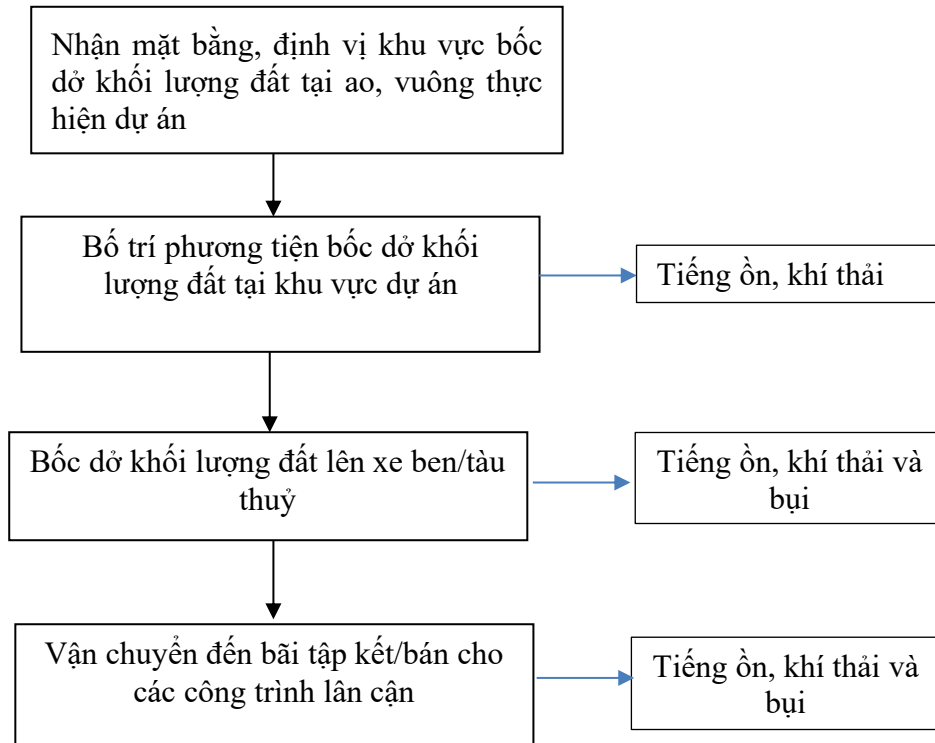 Nhận mặt bằng, định vị khu vực bốc
dở khối lượng đất tại ao, vuông thực
hiện dự án
Bố trí phương tiện bốc dở khối
lượng đất tại khu vực dự án
Tiếng ồn, khí thải
Bốc dở khối lượng đất lên xe ben/tàu
thuỷ
Tiếng ồn, khí thải và
bụi
Vận chuyển đến bãi tập kết/bán cho
các công trình lân cận
Tiếng ồn, khí thải và
bụi